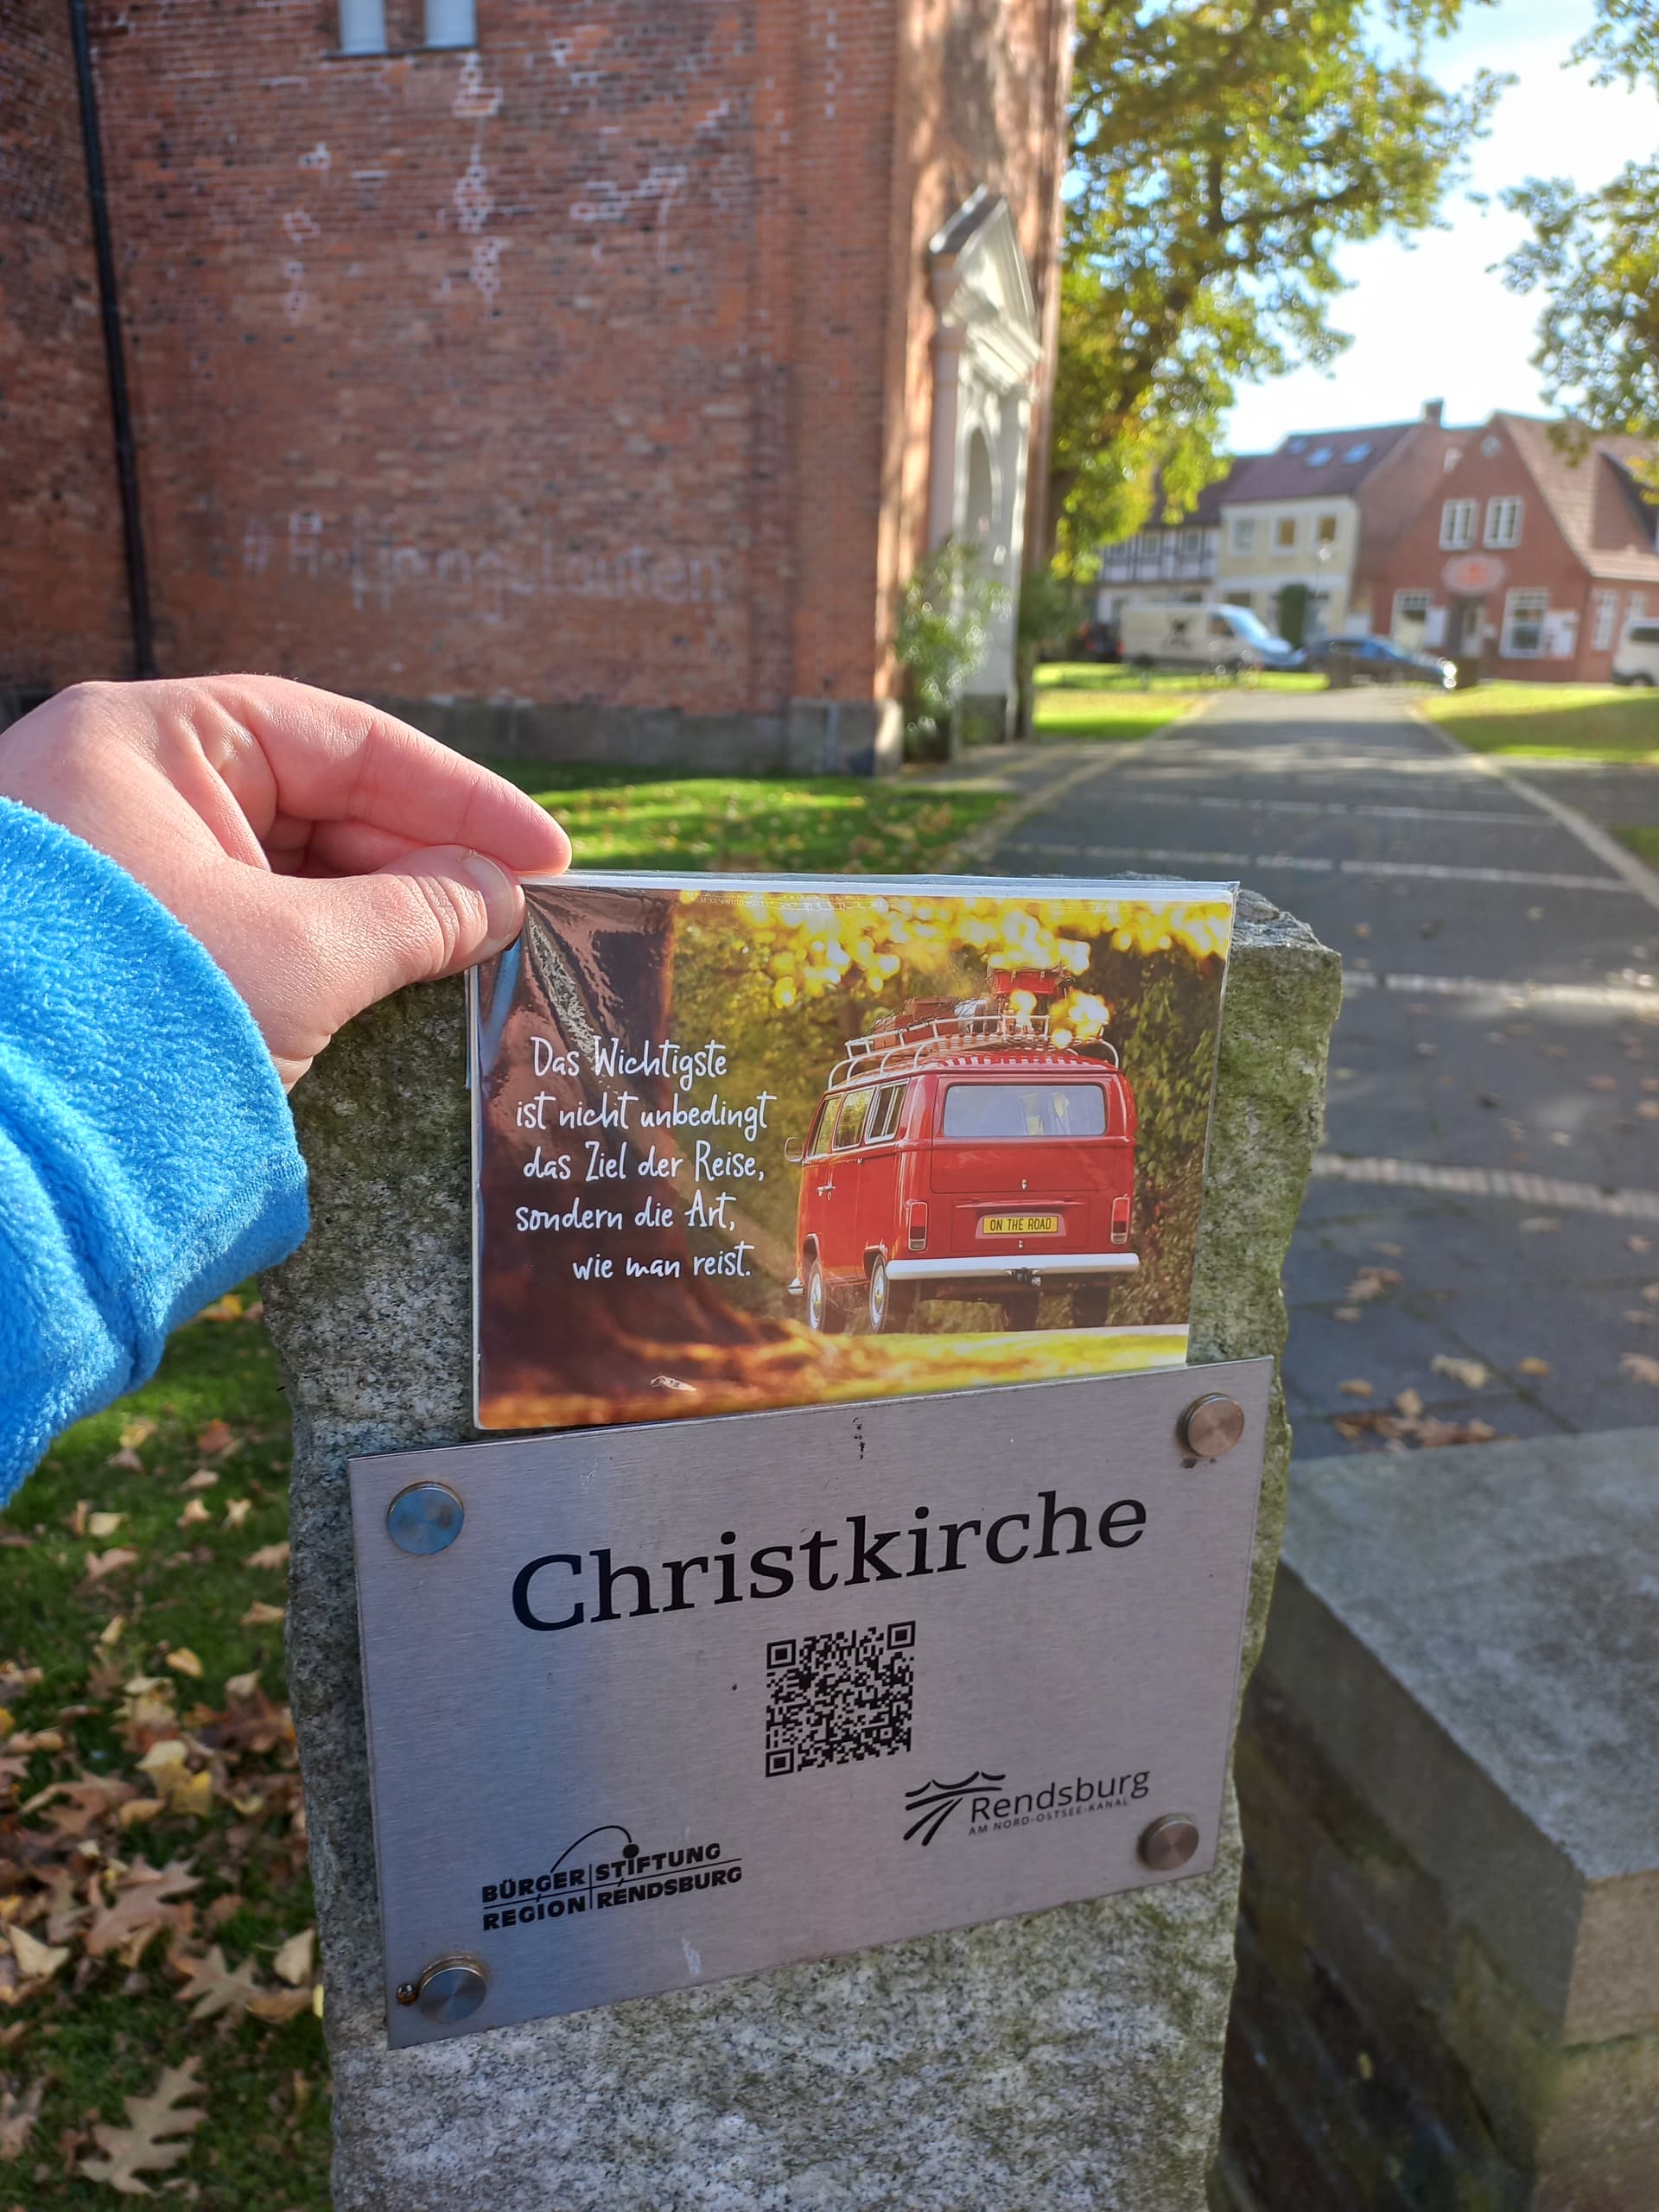 #Hoffnung_Läuten
Das Wichtigste
ist nicht unbedingt
das Ziel der Reise,
sondern die Art,
wie man reist.
ON THE ROAD
Christkirche
BÜRGER STIFTUNG
REGION RENDSBURG
Rendsburg
AM NORD-OSTSEE-KANAL